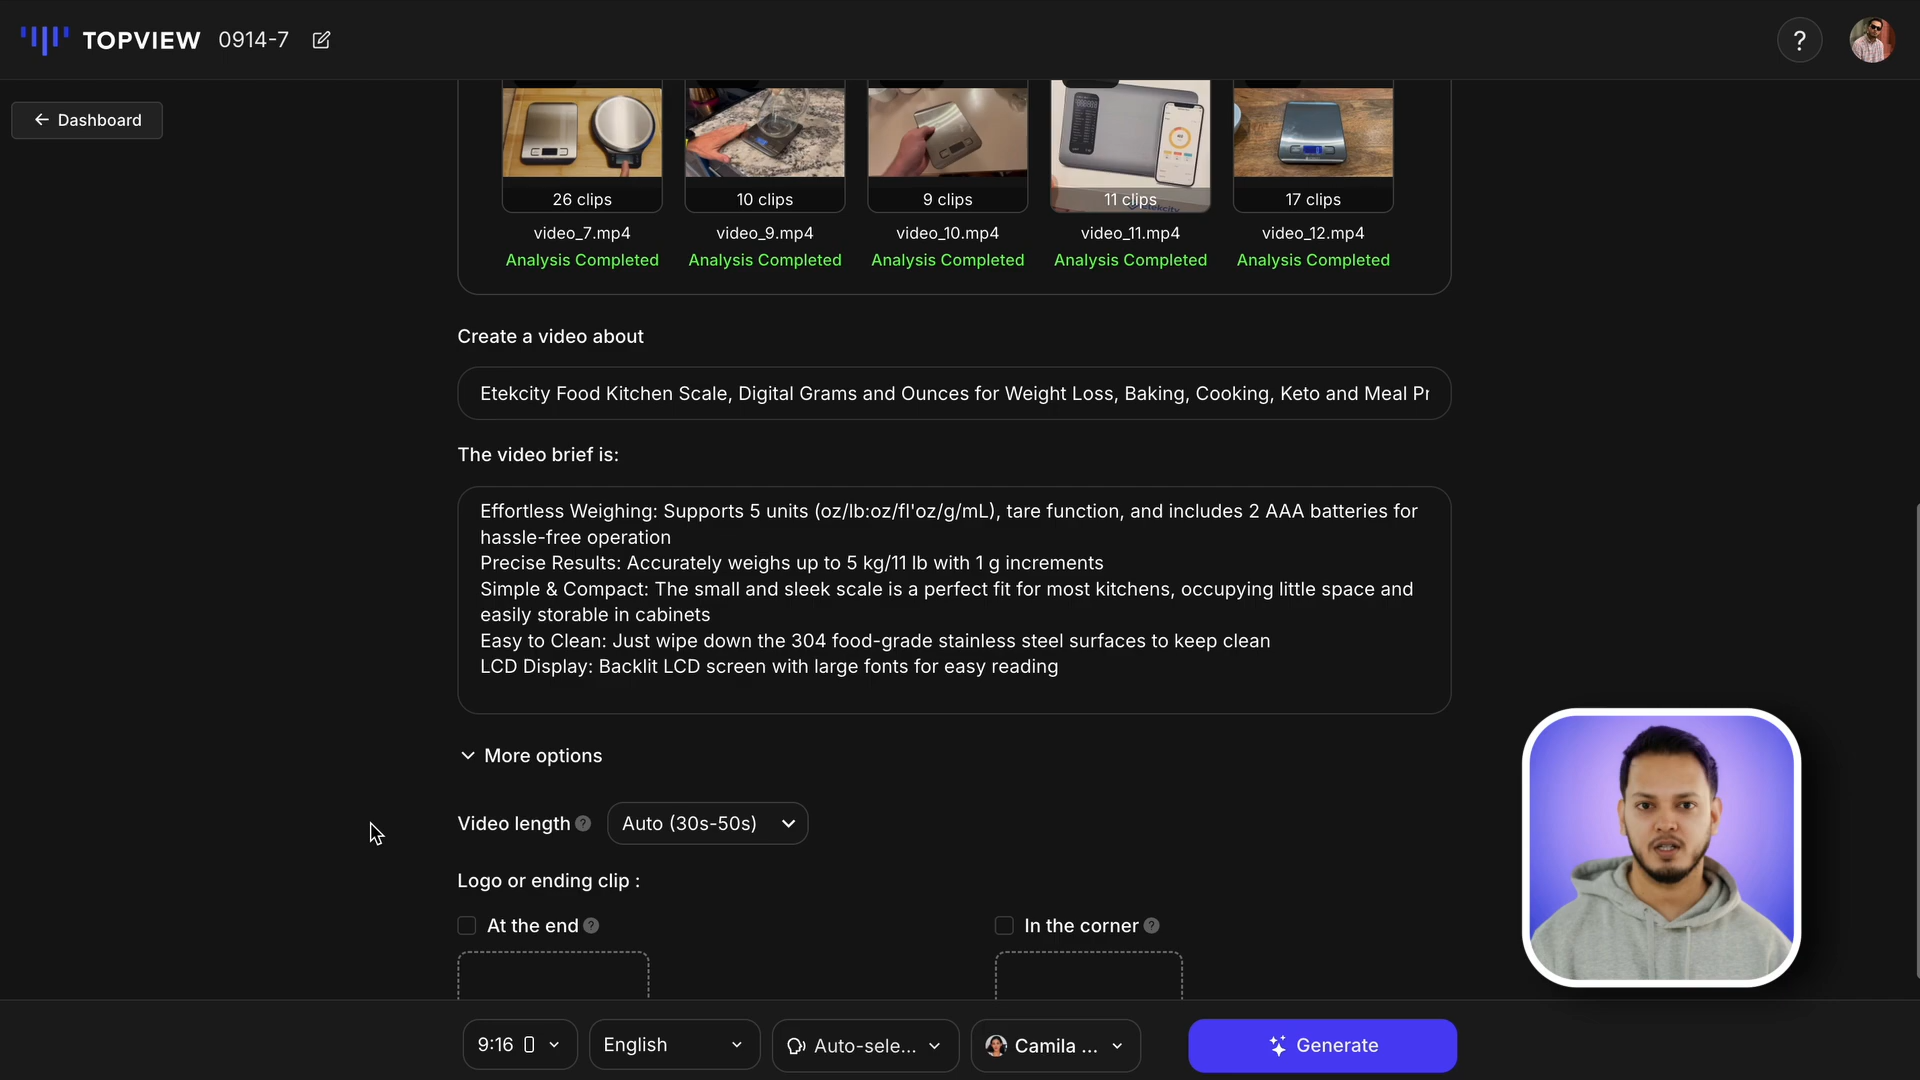 TOPVIEW 0914-7
?
Dashboard
26 clips
10 clips
9 clips
11 clips
17 clips
video_7.mp4
video_9.mp4
video_10.mp4
video_11.mp4
video_12.mp4
Analysis Completed
Analysis Completed
Analysis Completed
Analysis Completed
Analysis Completed
Create a video about
Etekcity Food Kitchen Scale, Digital Grams and Ounces for Weight Loss, Baking, Cooking, Keto and Meal Pr
The video brief is:
Effortless Weighing: Supports 5 units (oz/lb:oz/fl'oz/g/mL), tare function, and includes 2 AAA batteries for
hassle-free operation
Precise Results: Accurately weighs up to 5 kg/11 lb with 1 g increments
Simple & Compact: The small and sleek scale is a perfect fit for most kitchens, occupying little space and
easily storable in cabinets
Easy to Clean: Just wipe down the 304 food-grade stainless steel surfaces to keep clean
LCD Display: Backlit LCD screen with large fonts for easy reading
More options
Video length ? Auto (30s-50s)
Logo or ending clip :
At the end ?
In the corner ?
9:16
English
Auto-sele...
Camila ...
Generate